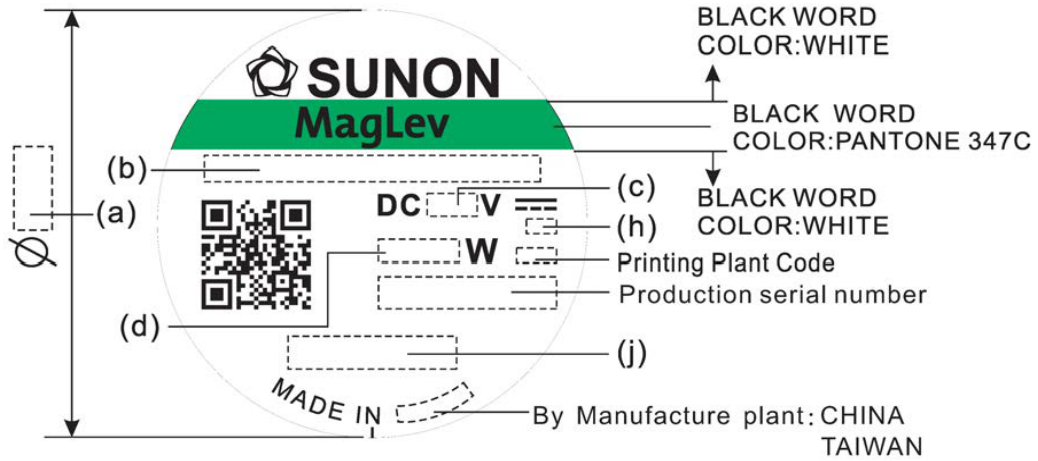 BLACK WORD
COLOR:WHITE
SUNON
MagLev
BLACK WORD
COLOR:PANTONE 347C
(b)
(c)
(a)
DC V
BLACK WORD
COLOR:WHITE
(h)
Ø
W
Printing Plant Code
Production serial number
(d)
(j)
MADE IN
By Manufacture plant: CHINA
TAIWAN